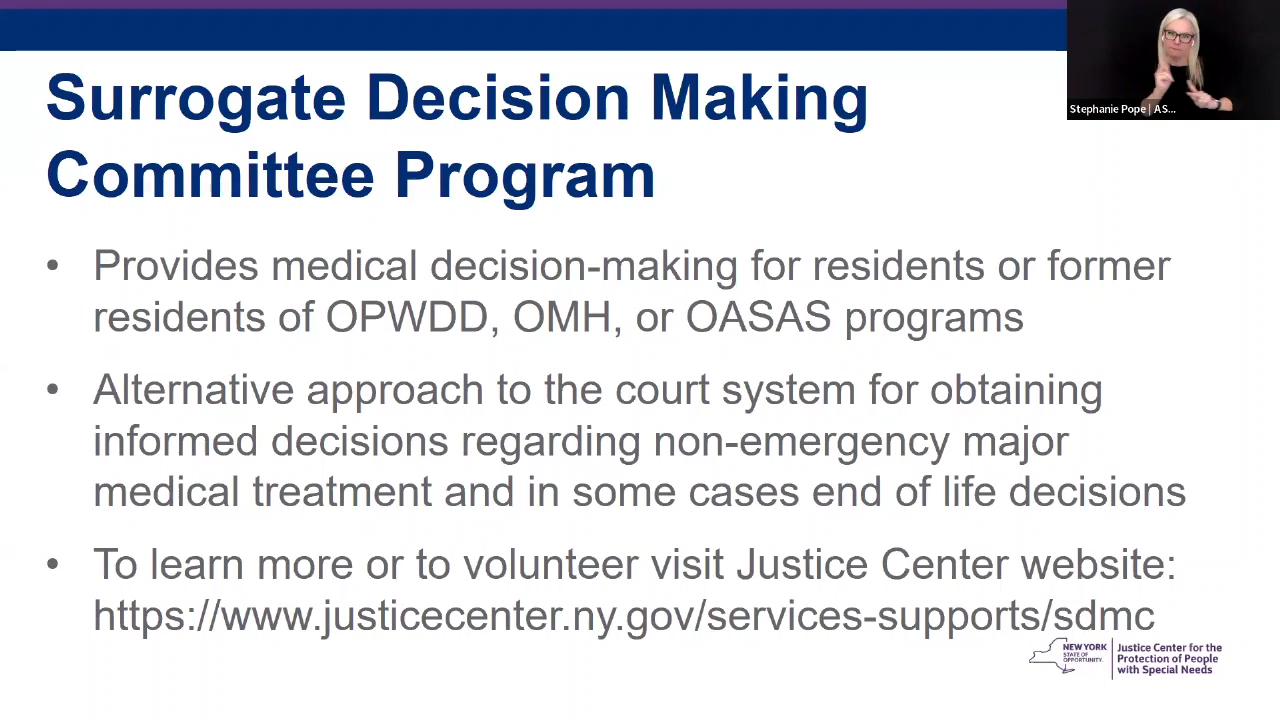 Surrogate Decision Making
Committee Program
Stephanie Pope | AS...
• Provides medical decision-making for residents or former
residents of OPWDD, OMH, or OASAS programs
• Alternative approach to the court system for obtaining
informed decisions regarding non-emergency major
medical treatment and in some cases end of life decisions
• To learn more or to volunteer visit Justice Center website:
https://www.justicecenter.ny.gov/services-supports/sdmc
NEW YORK
STATE OF
OPPORTUNITY.
Justice Center for the
Protection of People
with Special Needs